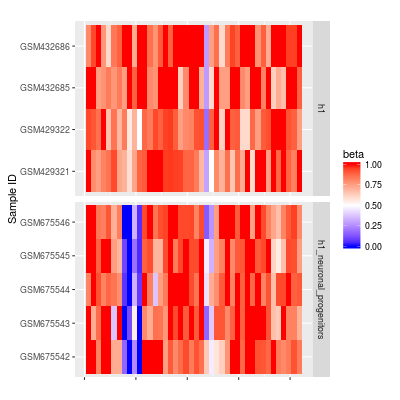 GSM432686
GSM432685
GSM429322
GSM429321
h1
GSM675546
GSM675545
GSM675544
GSM675543
GSM675542
h1_neuronal_progenitors
Sample ID
beta
1.00
0.75
0.50
0.25
0.00